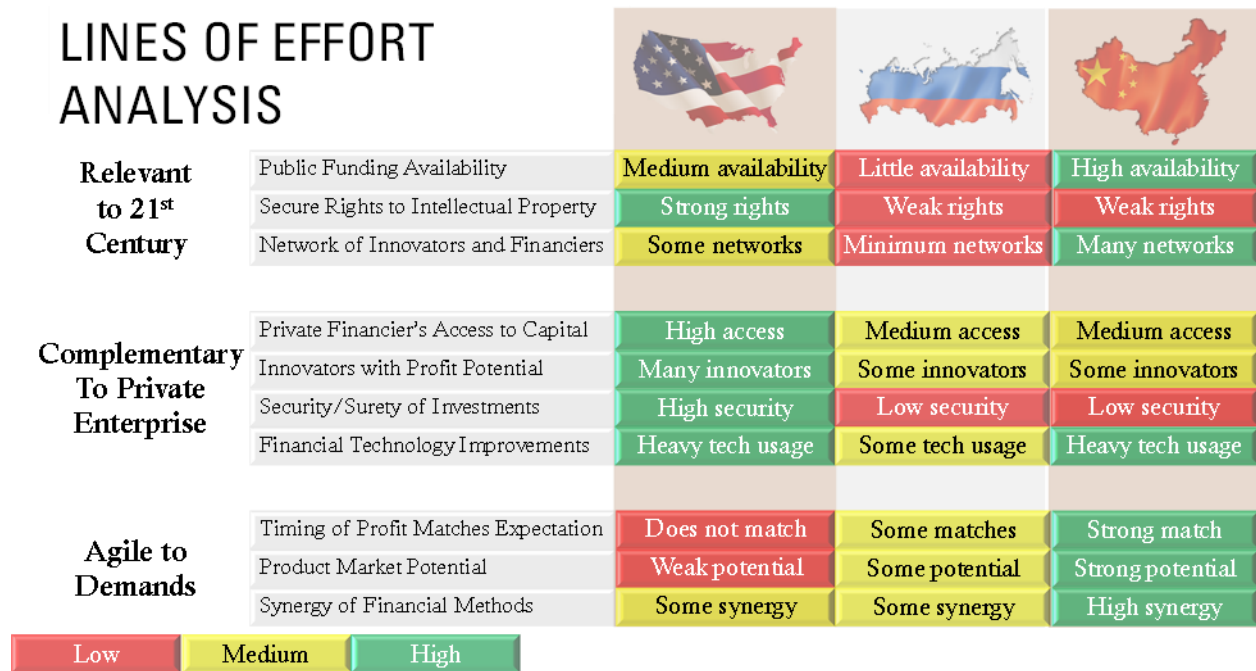 LINES OF EFFORT
ANALYSIS
Relevant
to 21st
Century
Public Funding Availability Medium availability Little availability High availability
Secure Rights to Intellectual Property Strong rights Weak rights Weak rights
Network of Innovators and Financiers Some networks Minimum networks Many networks
Complementary
To Private
Enterprise
Private Financier's Access to Capital High access Medium access Medium access
Innovators with Profit Potential Many innovators Some innovators Some innovators
Security/Surety of Investments High security Low security Low security
Financial Technology Improvements Heavy tech usage Some tech usage Heavy tech usage
Agile to
Demands
Timing of Profit Matches Expectation Does not match Some matches Strong match
Product Market Potential Weak potential Some potential Strong potential
Synergy of Financial Methods Some synergy Some synergy High synergy
Low Medium High